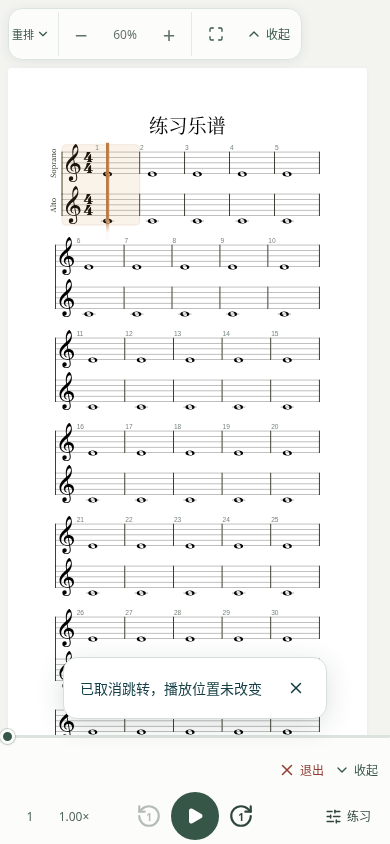 重排
60%
收起
练习乐谱
Soprano
1 2 3 4 5
Alto
6 7 8 9 10
11 12 13 14 15
16 17 18 19 20
21 22 23 24 25
26 27 28 29 30
已取消跳转，播放位置未改变
退出 收起
1 1.00× 1 1 练习